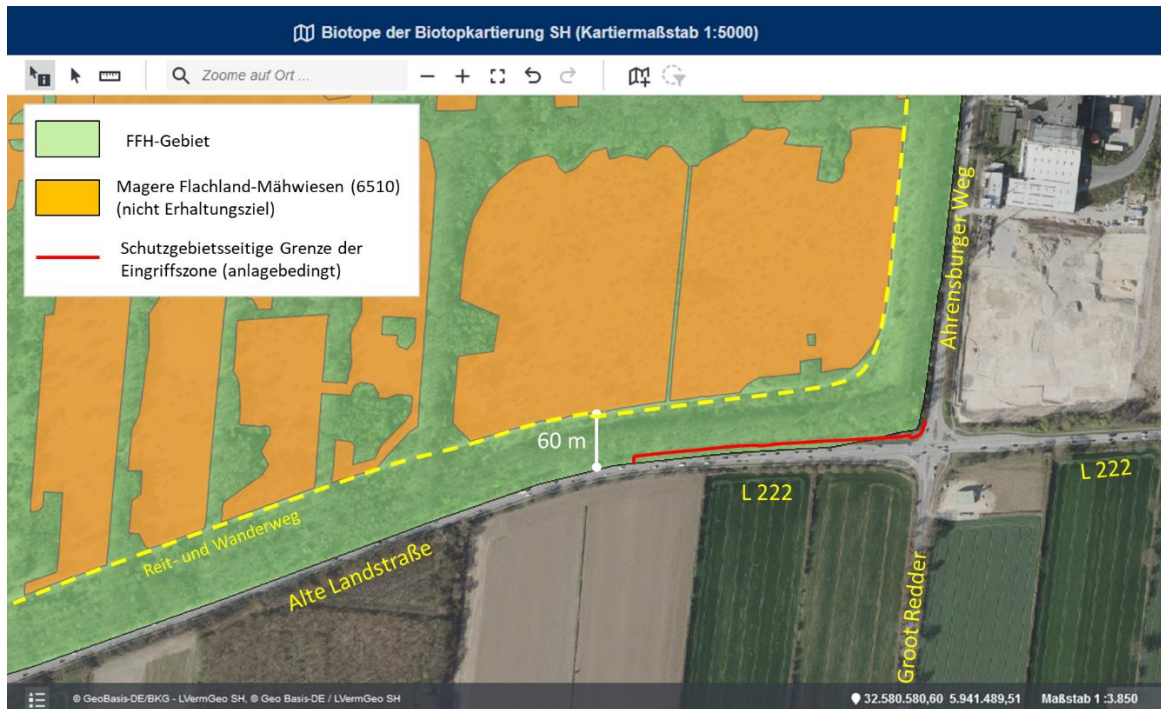 Biotope der Biotopkartierung SH (Kartiermaßstab 1:5000)
Zoome auf Ort ...
FFH-Gebiet
Magere Flachland-Mähwiesen (6510)
(nicht Erhaltungsziel)
Schutzgebietsseitige Grenze der
Eingriffszone (anlagebedingt)
Ahrensburger Weg
60 m
L 222
L 222
Reit- und Wanderweg
Alte Landstraße
Groot Redder
© GeoBasis-DE/BKG - LVermGeo SH, © Geo Basis-DE / LVermGeo SH
32.580.580,60 5.941.489,51 Maßstab 1 :3.850